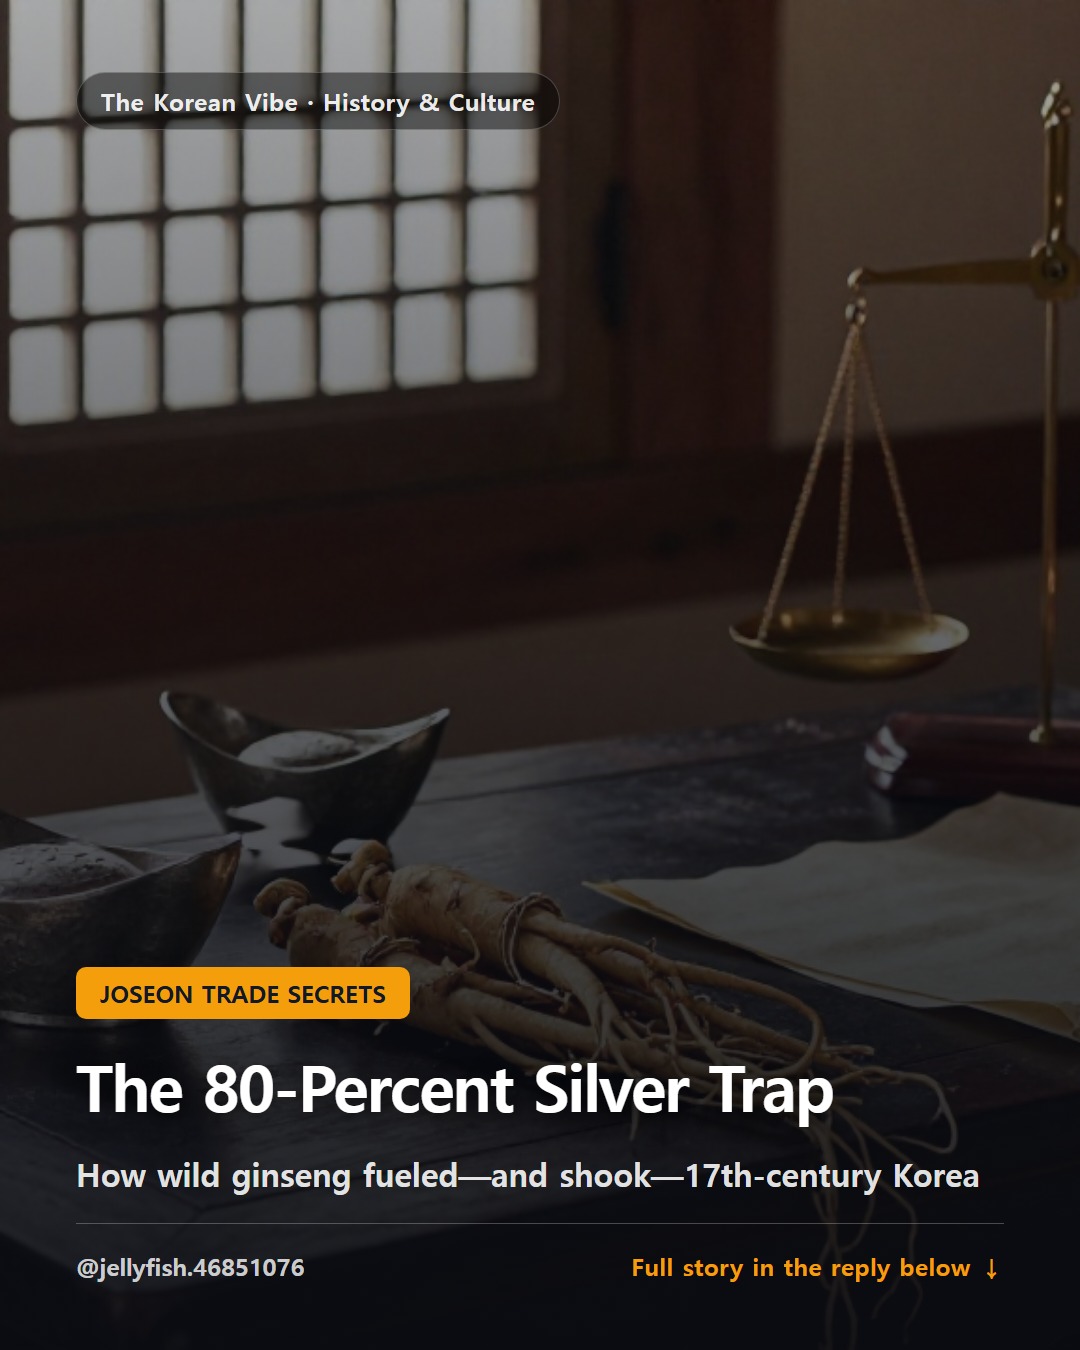 The Korean Vibe · History & Culture
JOSEON TRADE SECRETS
The 80-Percent Silver Trap
How wild ginseng fueled—and shook—17th-century Korea
@jellyfish.46851076
Full story in the reply below ↓